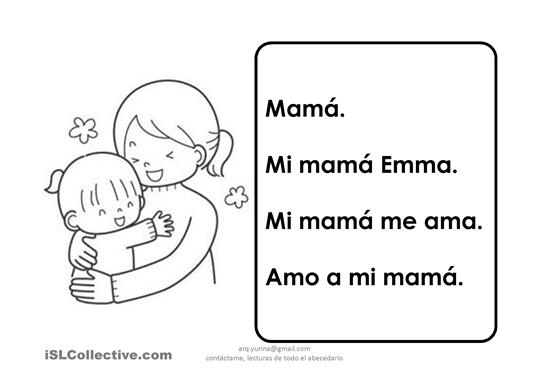 Mamá.
Mi mamá Emma.
Mi mamá me ama.
Amo a mi mamá.
arq.yurina@gmail.com
contáctame, lecturas de todo el abecedario
iSLCollective.com